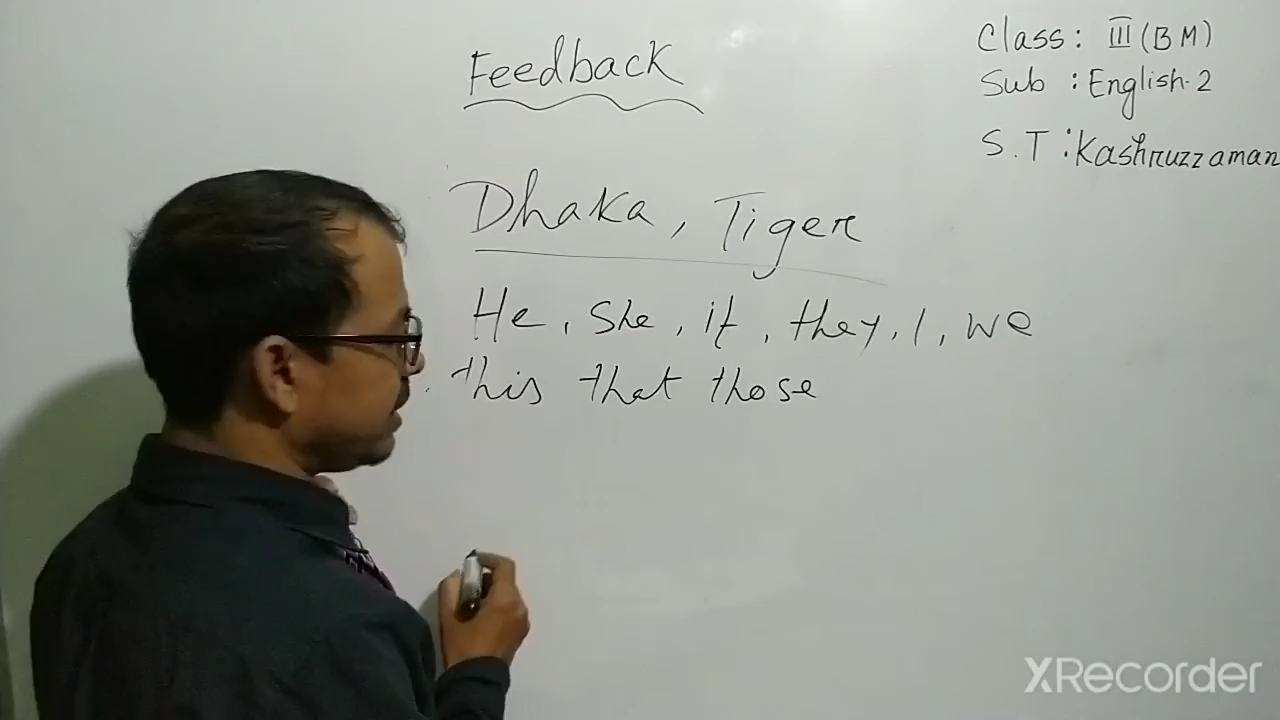 Feedback
Class: III (BM)
Sub : English-2
S.T : Kashruzzaman
Dhaka, Tiger
He, She, it, they, I, we
this that those
XRecorder